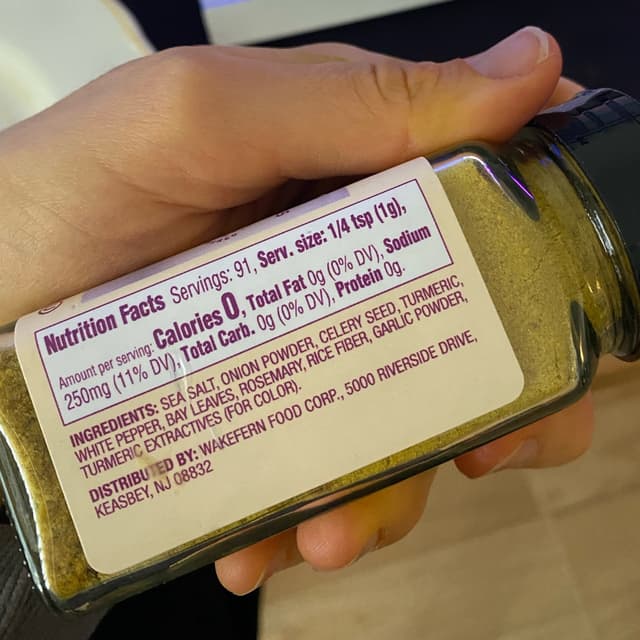 Nutrition Facts Servings: 91, Serv. size: 1/4 tsp (1g),
Amount per serving: Calories 0, Total Fat 0g (0% DV), Sodium
250mg (11% DV), Total Carb. 0g (0% DV), Protein 0g.
INGREDIENTS: SEA SALT, ONION POWDER, CELERY SEED, TURMERIC,
WHITE PEPPER, BAY LEAVES, ROSEMARY, RICE FIBER, GARLIC POWDER,
TURMERIC EXTRACTIVES (FOR COLOR).
DISTRIBUTED BY: WAKEFERN FOOD CORP., 5000 RIVERSIDE DRIVE,
KEASBEY, NJ 08832